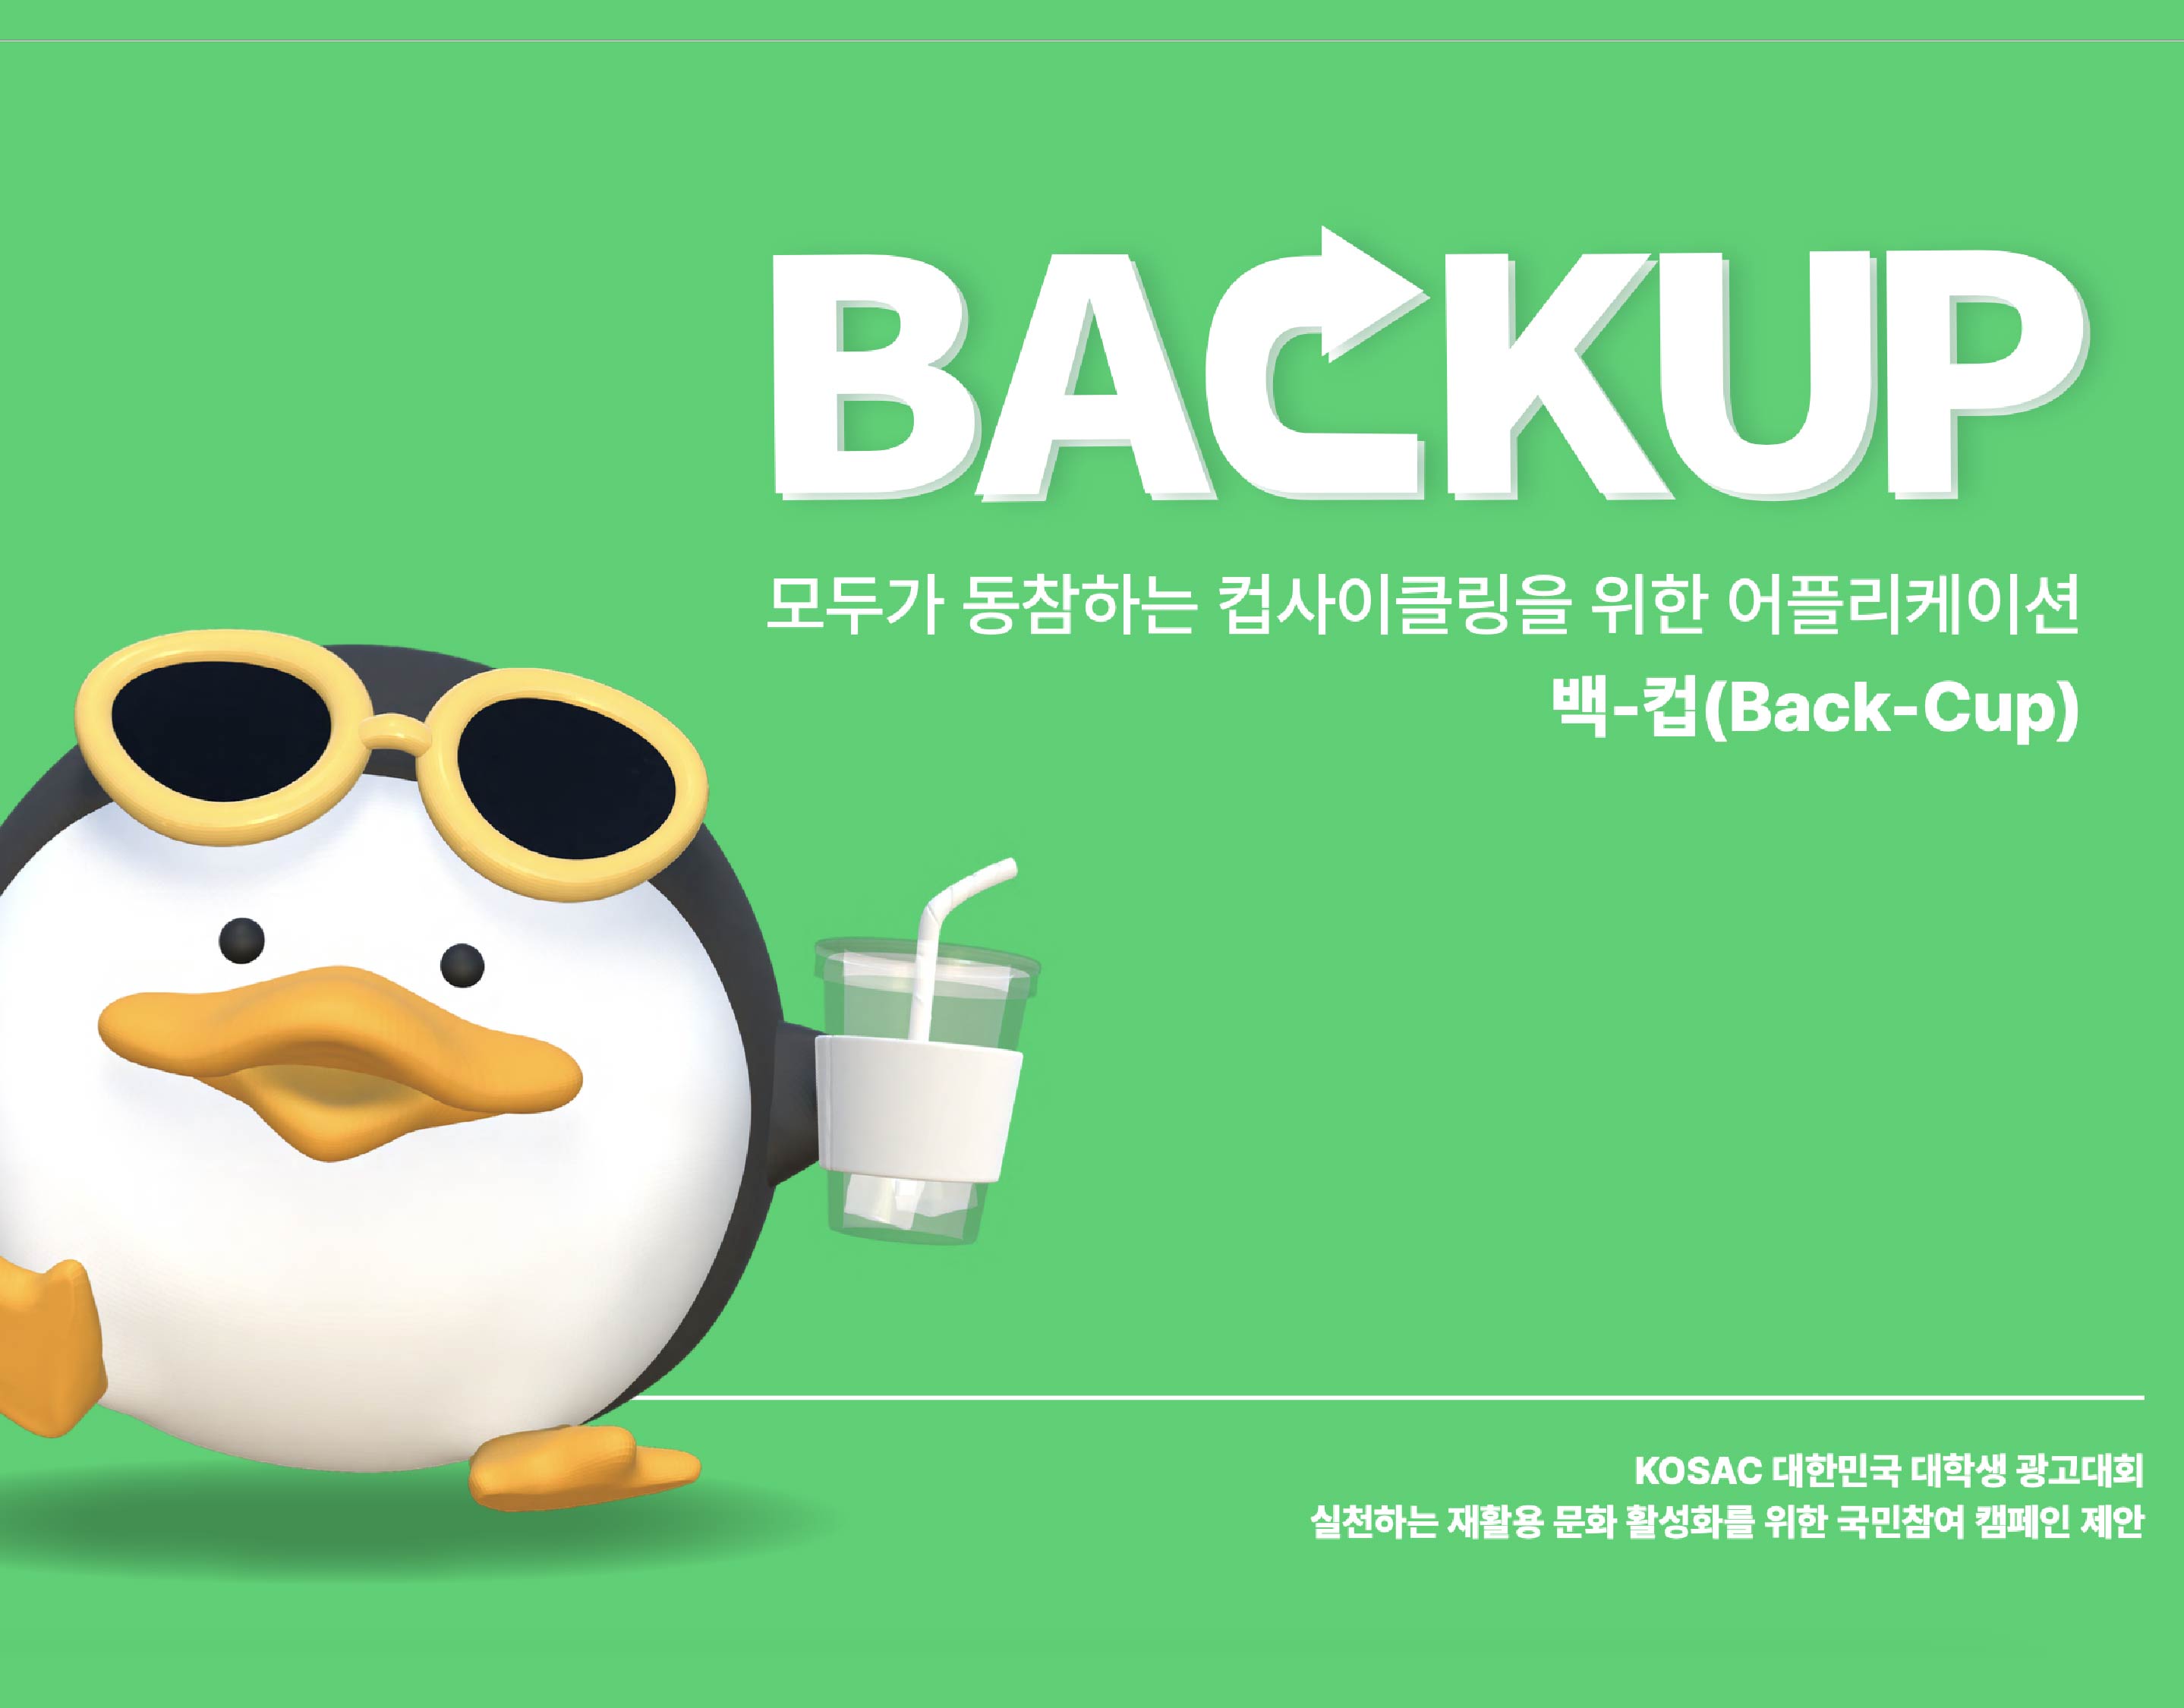 BACKUP
모두가 동참하는 컵사이클링을 위한 어플리케이션
백-컵(Back-Cup)
KOSAC 대한민국 대학생 광고대회
실천하는 재활용 문화 활성화를 위한 국민참여 캠페인 제안